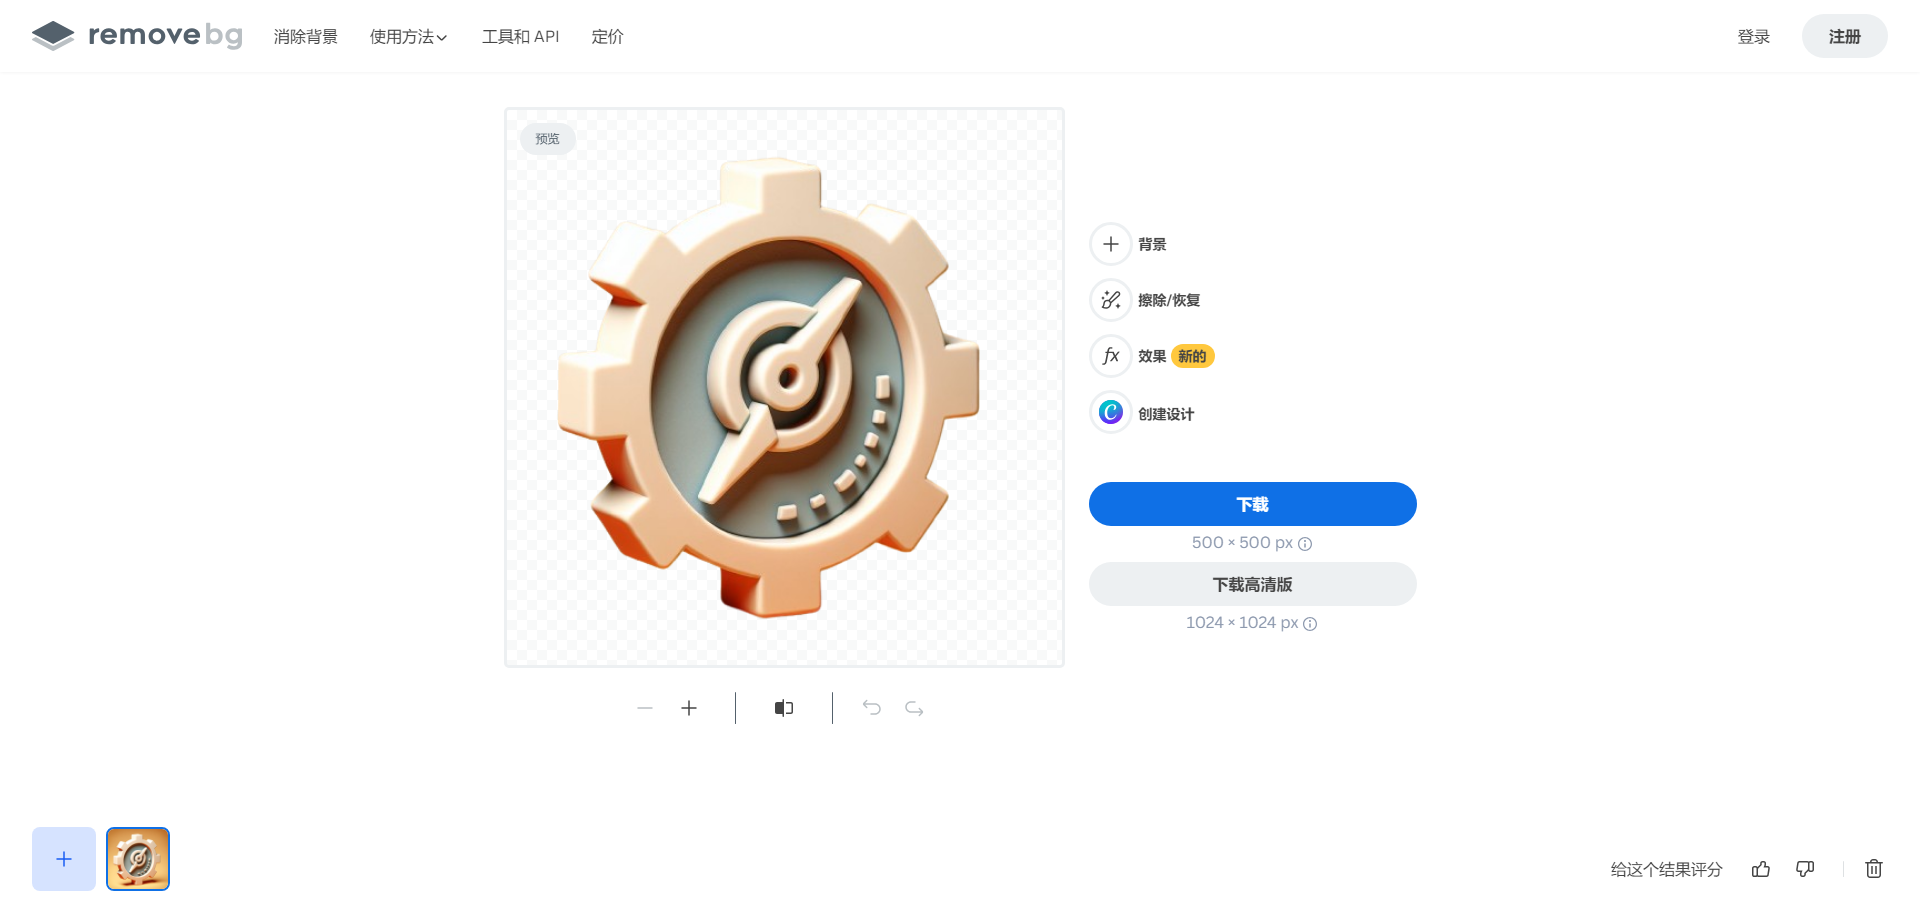 removebg
消除背景
使用方法
工具和 API
定价
登录
注册
预览
背景
擦除/恢复
fx
效果 新的
C
创建设计
下载
500 × 500 px
下载高清版
1024 × 1024 px
给这个结果评分